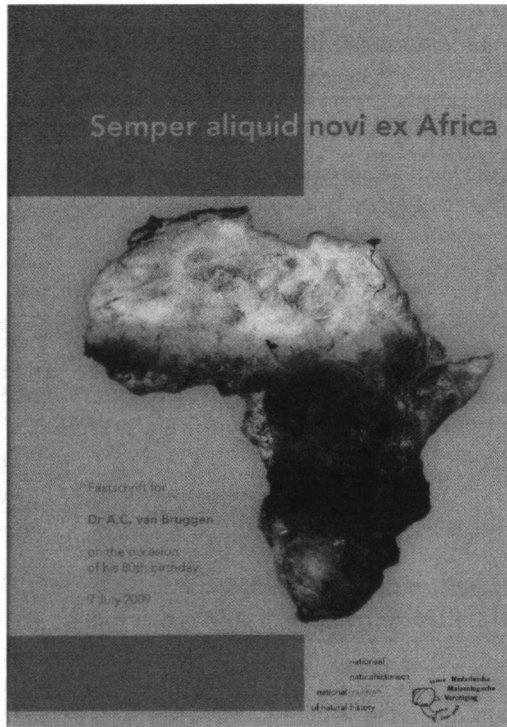 Semper aliquid novi ex Africa
Festschrift for
Dr A.C. van Bruggen
on the occasion
of his 80th birthday
7 July 2009
nationaal
natuurhistorisch
national museum
of natural history
Nederlandse
Malacologische
Vereniging